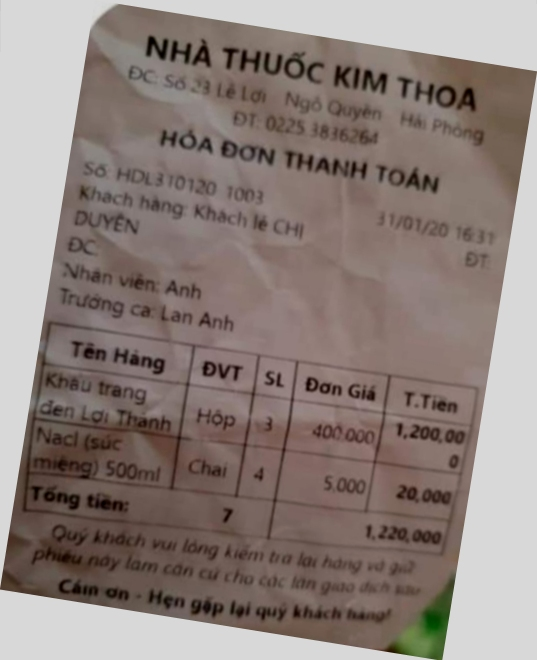 NHÀ THUỐC KIM THOA
ĐC: Số 23 Lê Lợi Ngô Quyền Hải Phòng
ĐT: 0225 3836264
HÓA ĐƠN THANH TOÁN
Số: HDL310120 1003 31/01/20 16:31
Khách hàng: Khách lẻ CHỊ ĐT:
DUYÊN
ĐC:
Nhân viên: Anh
Trưởng ca: Lan Anh
Tên Hàng ĐVT SL Đơn Giá T.Tiền
Khẩu trang
đen Lợi Thành Hộp 3 400.000 1,200,00
0
Nacl (súc
miệng) 500ml Chai 4 5.000 20,000
Tổng tiền: 7 1,220,000
Quý khách vui lòng kiểm tra lại hàng và giữ
phiếu này làm căn cứ cho các lần giao dịch sau
Cảm ơn - Hẹn gặp lại quý khách hàng!